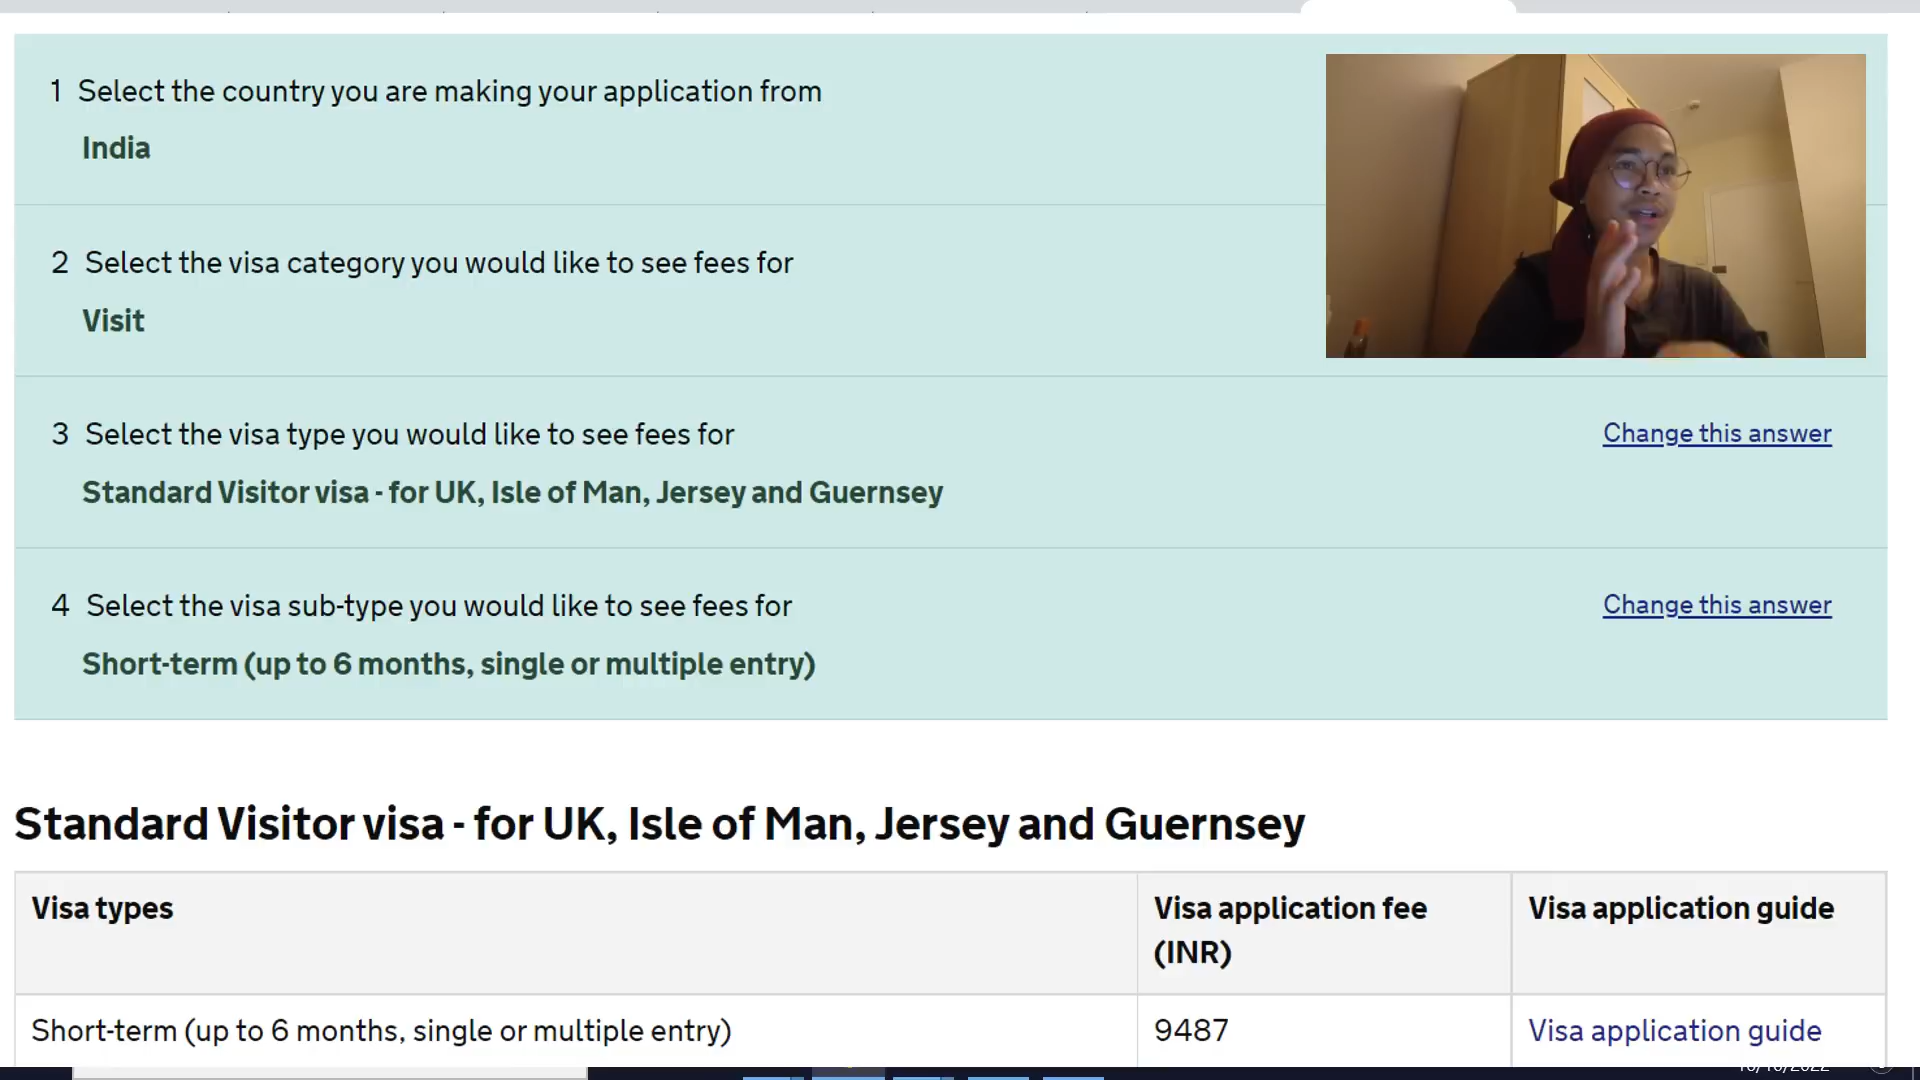 1 Select the country you are making your application from
India
2 Select the visa category you would like to see fees for
Visit
3 Select the visa type you would like to see fees for
Change this answer
Standard Visitor visa - for UK, Isle of Man, Jersey and Guernsey
4 Select the visa sub-type you would like to see fees for
Change this answer
Short-term (up to 6 months, single or multiple entry)
Standard Visitor visa - for UK, Isle of Man, Jersey and Guernsey
Visa types
Visa application fee
(INR)
Visa application guide
Short-term (up to 6 months, single or multiple entry)
9487
Visa application guide